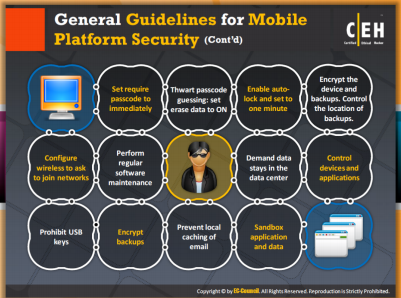 General Guidelines for Mobile
Platform Security (Cont'd)
C|EH
Certified Ethical Hacker
Set require
passcode to
immediately
Thwart passcode
guessing: set
erase data to ON
Enable auto-
lock and set to
one minute
Encrypt the
device and
backups. Control
the location of
backups.
Configure
wireless to ask
to join networks
Perform
regular
software
maintenance
Demand data
stays in the
data center
Control
devices and
applications
Prohibit USB
keys
Encrypt
backups
Prevent local
caching of
email
Sandbox
application
and data
Copyright © by EC-Council. All Rights Reserved. Reproduction is Strictly Prohibited.